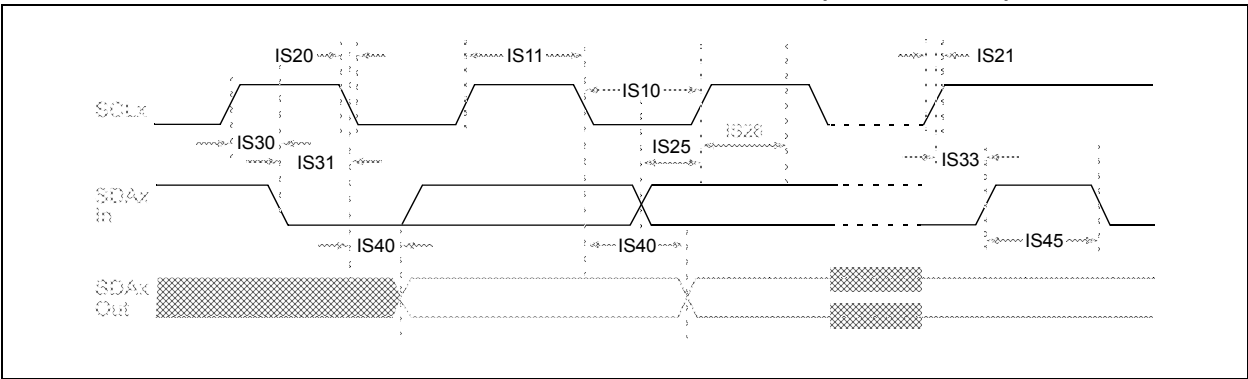 IS20
IS11
IS21
IS10
SCLx
IS30
IS25
IS31
IS33
SDAx
In
IS40
IS40
IS45
SDAx
Out